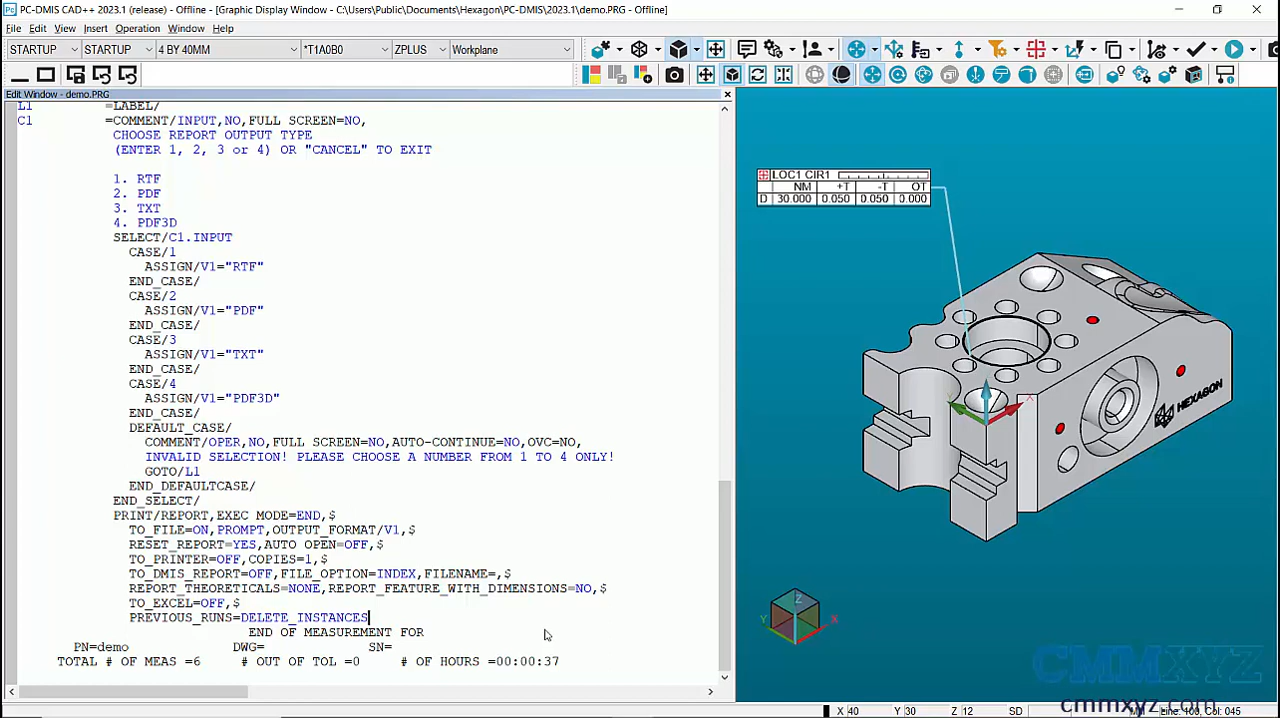 PC-DMIS CAD++ 2023.1 (release) - Offline - [Graphic Display Window - C:\Users\Public\Documents\Hexagon\PC-DMIS\2023.1\demo.PRG - Offline]
File Edit View Insert Operation Window Help
STARTUP STARTUP 4 BY 40MM *T1A0B0 ZPLUS Workplane
Edit Window - demo.PRG
L1 =LABEL/
C1 =COMMENT/INPUT,NO,FULL SCREEN=NO,
CHOOSE REPORT OUTPUT TYPE
(ENTER 1, 2, 3 or 4) OR "CANCEL" TO EXIT
1. RTF
2. PDF
3. TXT
4. PDF3D
SELECT/C1.INPUT
CASE/1
ASSIGN/V1="RTF"
END_CASE/
CASE/2
ASSIGN/V1="PDF"
END_CASE/
CASE/3
ASSIGN/V1="TXT"
END_CASE/
CASE/4
ASSIGN/V1="PDF3D"
END_CASE/
DEFAULT_CASE/
COMMENT/OPER,NO,FULL SCREEN=NO,AUTO-CONTINUE=NO,OVC=NO,
INVALID SELECTION! PLEASE CHOOSE A NUMBER FROM 1 TO 4 ONLY!
GOTO/L1
END_DEFAULTCASE/
END_SELECT/
PRINT/REPORT,EXEC MODE=END,$
TO_FILE=ON,PROMPT,OUTPUT_FORMAT/V1,$
RESET_REPORT=YES,AUTO OPEN=OFF,$
TO_PRINTER=OFF,COPIES=1,$
TO_DMIS_REPORT=OFF,FILE_OPTION=INDEX,FILENAME=,$
REPORT_THEORETICALS=NONE,REPORT_FEATURE_WITH_DIMENSIONS=NO,$
TO_EXCEL=OFF,$
PREVIOUS_RUNS=DELETE_INSTANCES
END OF MEASUREMENT FOR
PN=demo DWG= SN=
TOTAL # OF MEAS =6 # OUT OF TOL =0 # OF HOURS =00:00:37
LOC1 CIR1
NM +T -T OT
D 30.000 0.050 0.050 0.000
HEXAGON
Y X
Z
Y X
CMMXYZ
cmmxyz.com
X 40 Y 30 Z 12 SD MM Line: 108, Col: 045